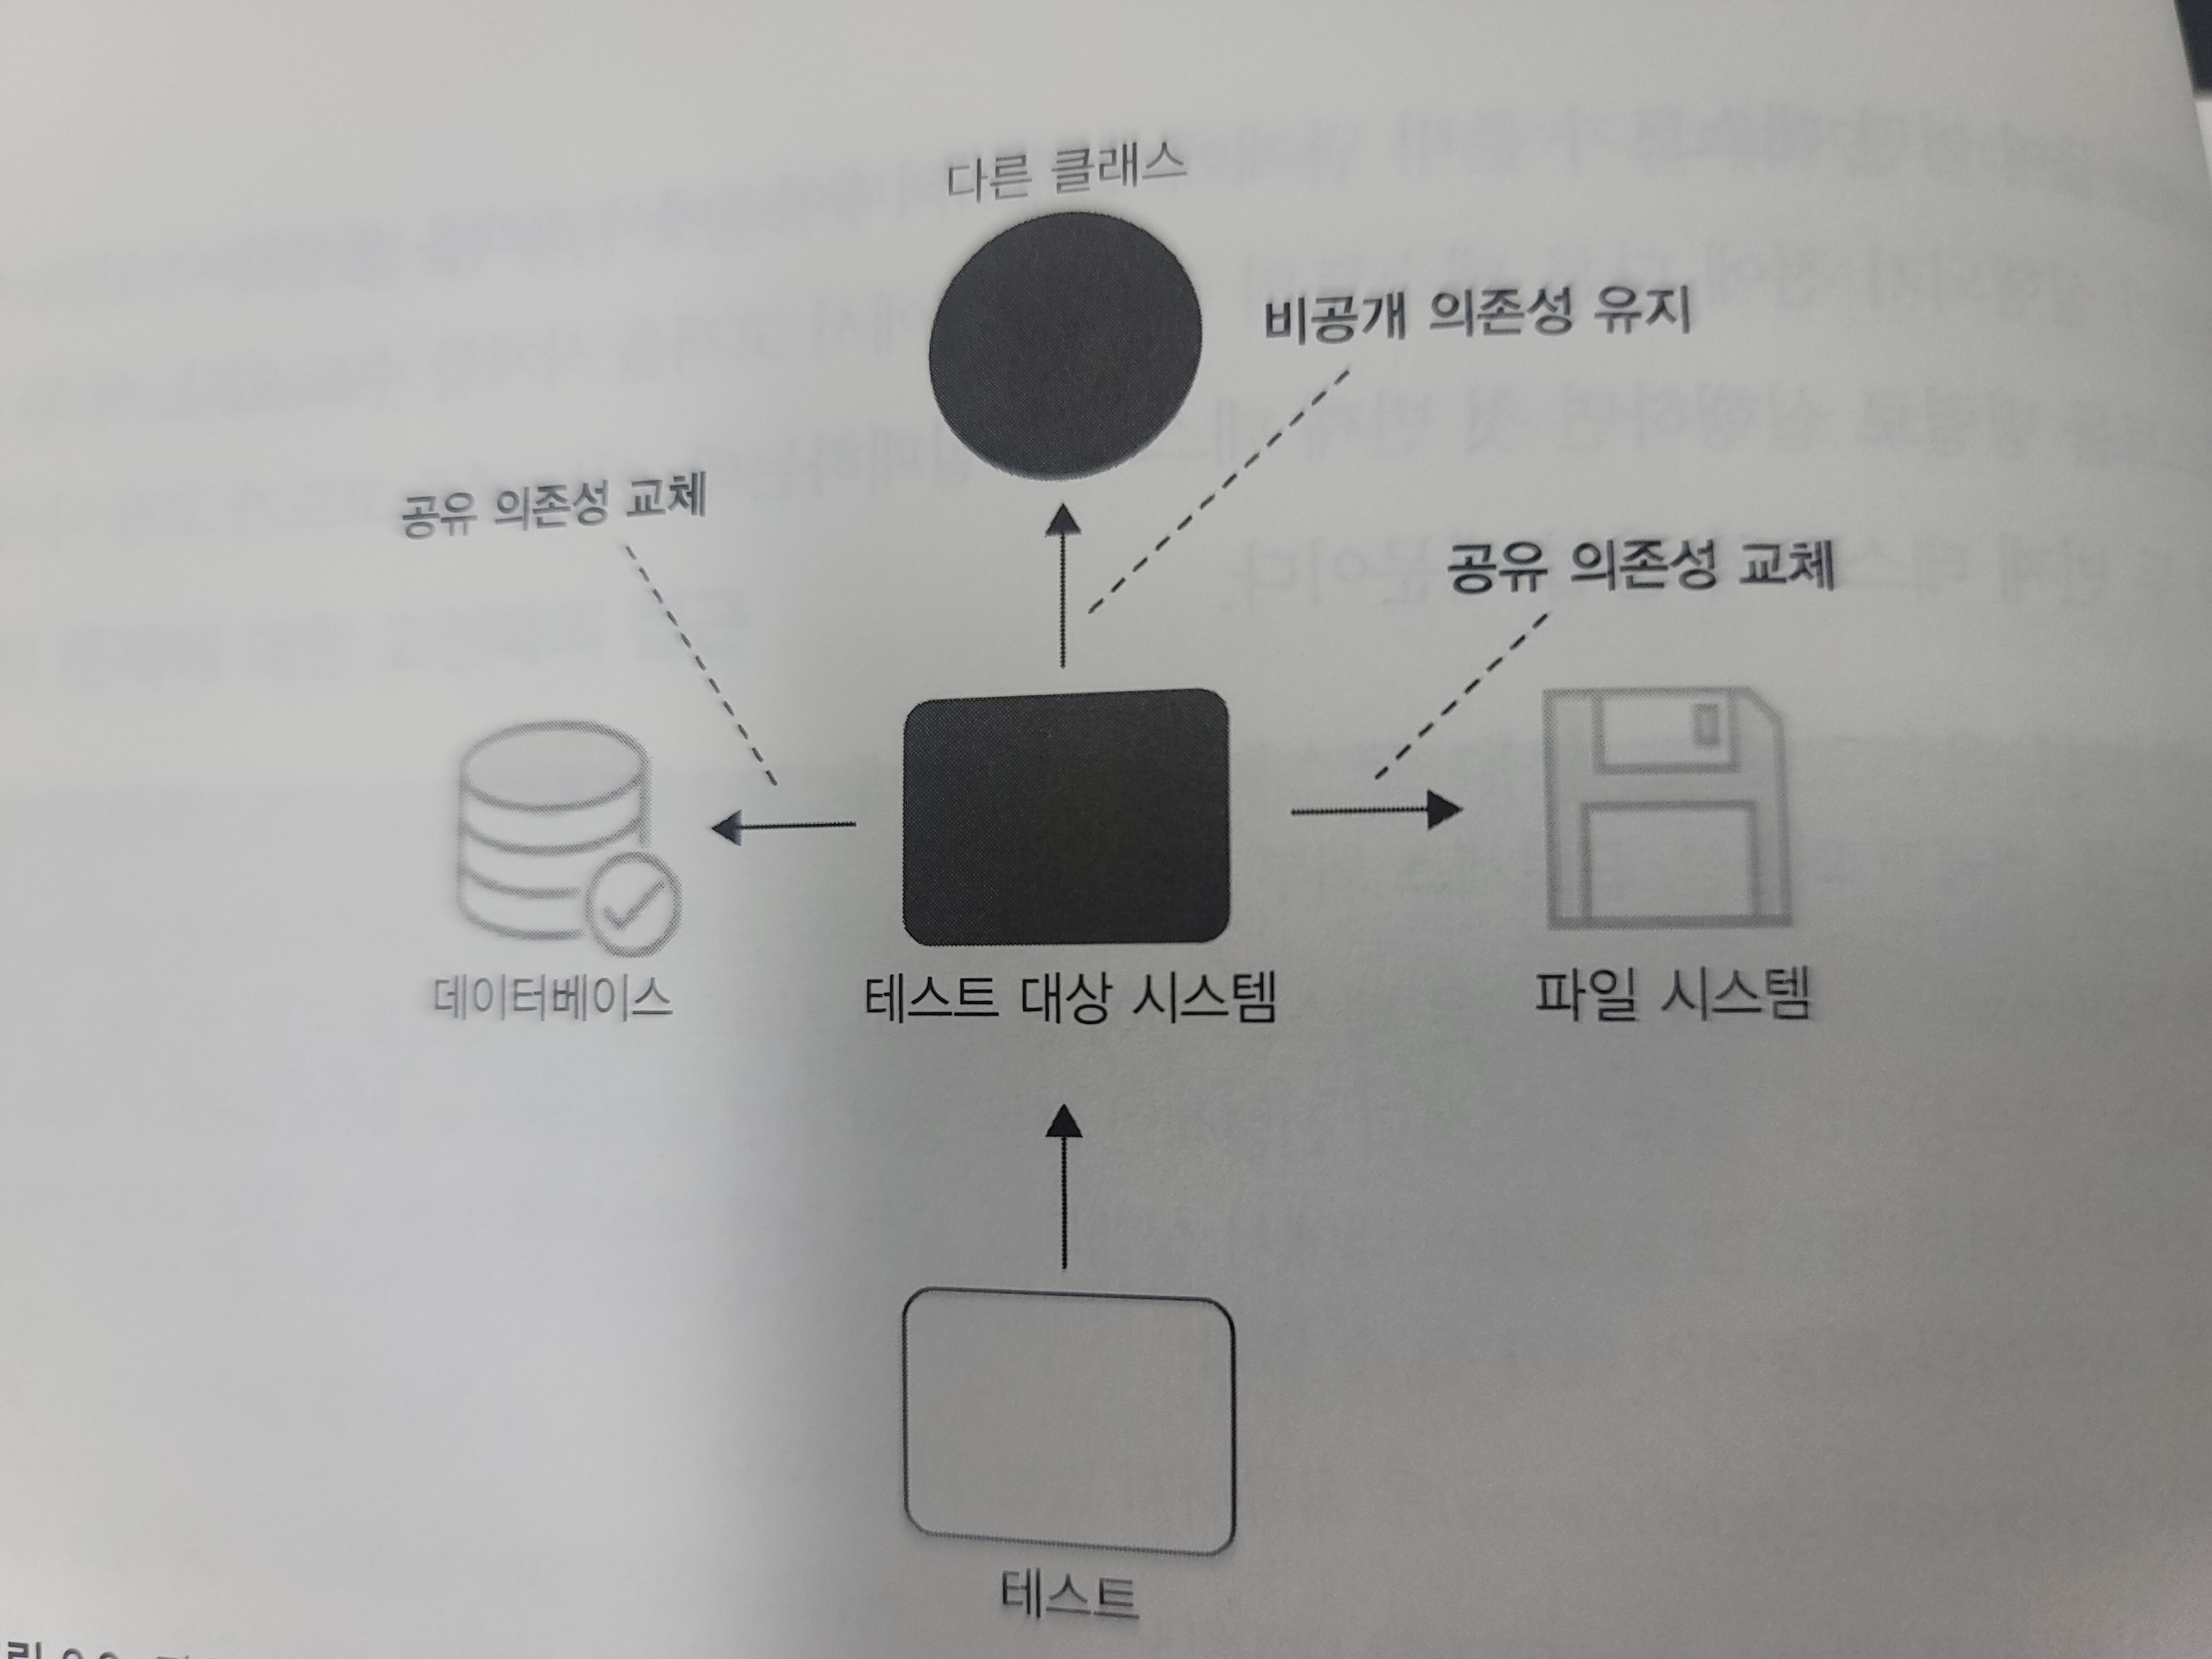 다른 클래스
비공개 의존성 유지
공유 의존성 교체
공유 의존성 교체
데이터베이스
테스트 대상 시스템
파일 시스템
테스트